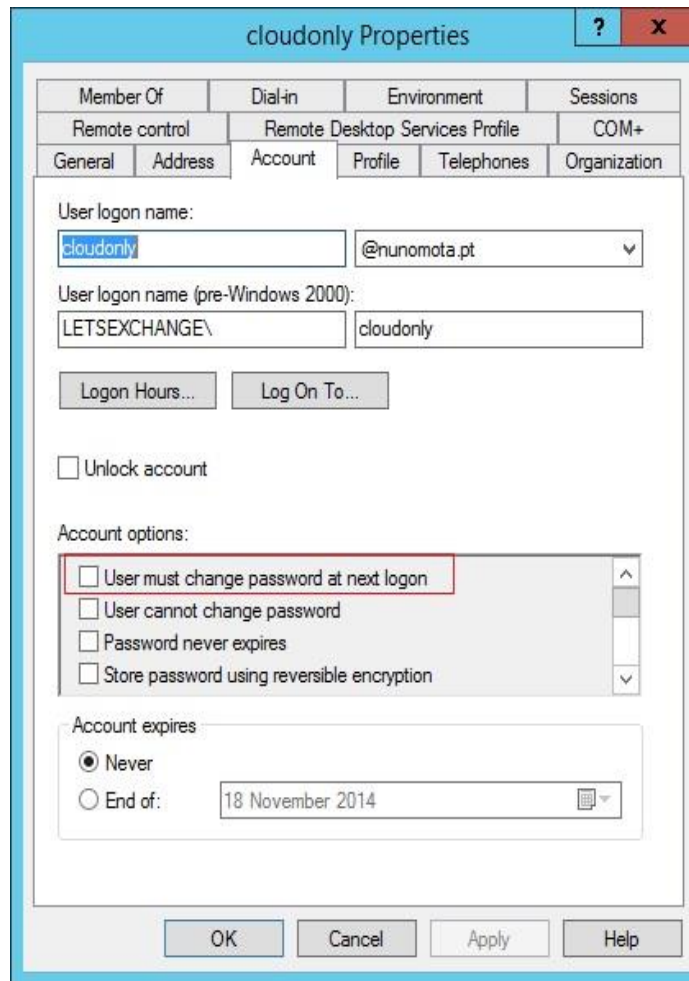 cloudonly Properties
?
x
Member Of Dial-in Environment Sessions
Remote control Remote Desktop Services Profile COM+
General Address Account Profile Telephones Organization
User logon name:
cloudonly @nunomota.pt
User logon name (pre-Windows 2000):
LETSEXCHANGE\ cloudonly
Logon Hours... Log On To...
Unlock account
Account options:
User must change password at next logon
User cannot change password
Password never expires
Store password using reversible encryption
Account expires
Never
End of: 18 November 2014
OK Cancel Apply Help